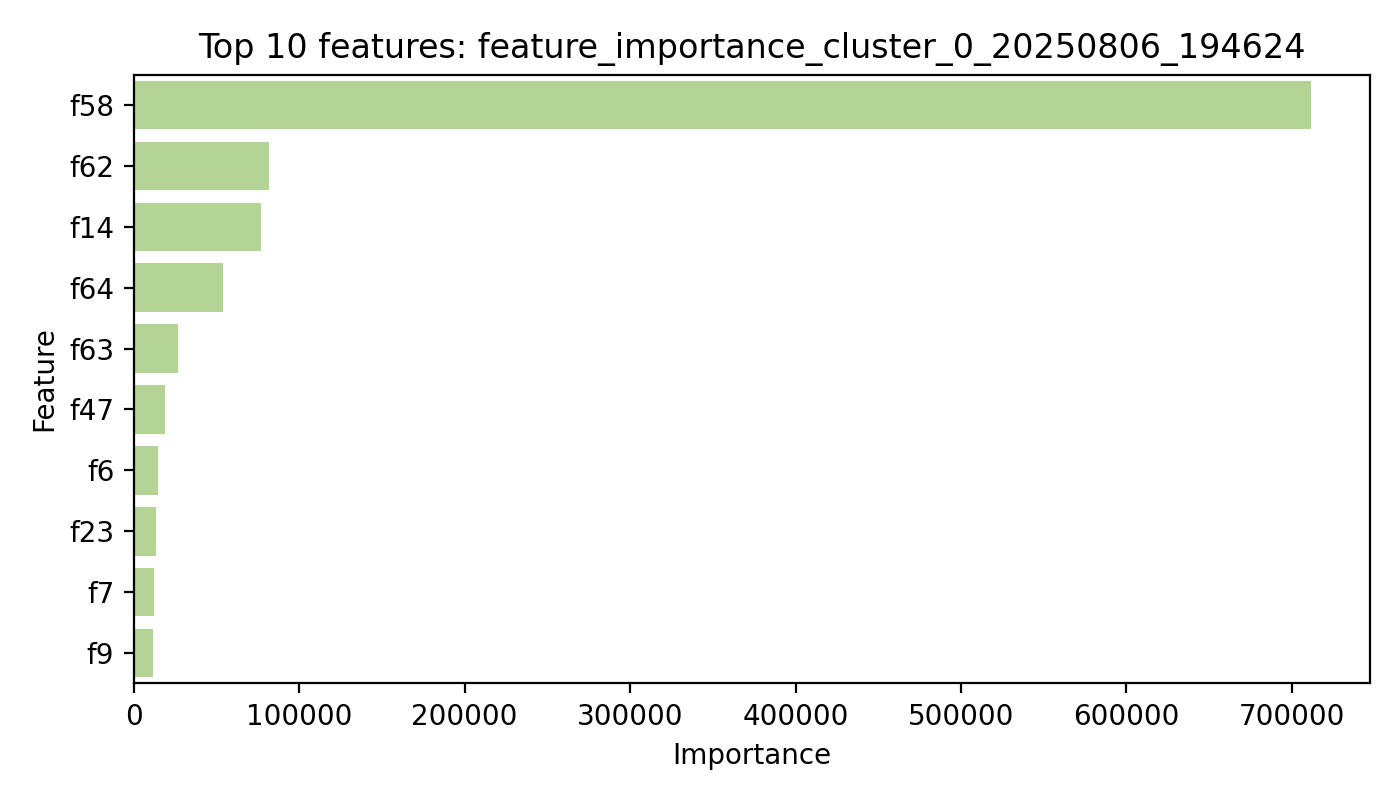 Top 10 features: feature_importance_cluster_0_20250806_194624
f58
f62
f14
f64
f63
f47
f6
f23
f7
f9
Feature
0 100000 200000 300000 400000 500000 600000 700000
Importance